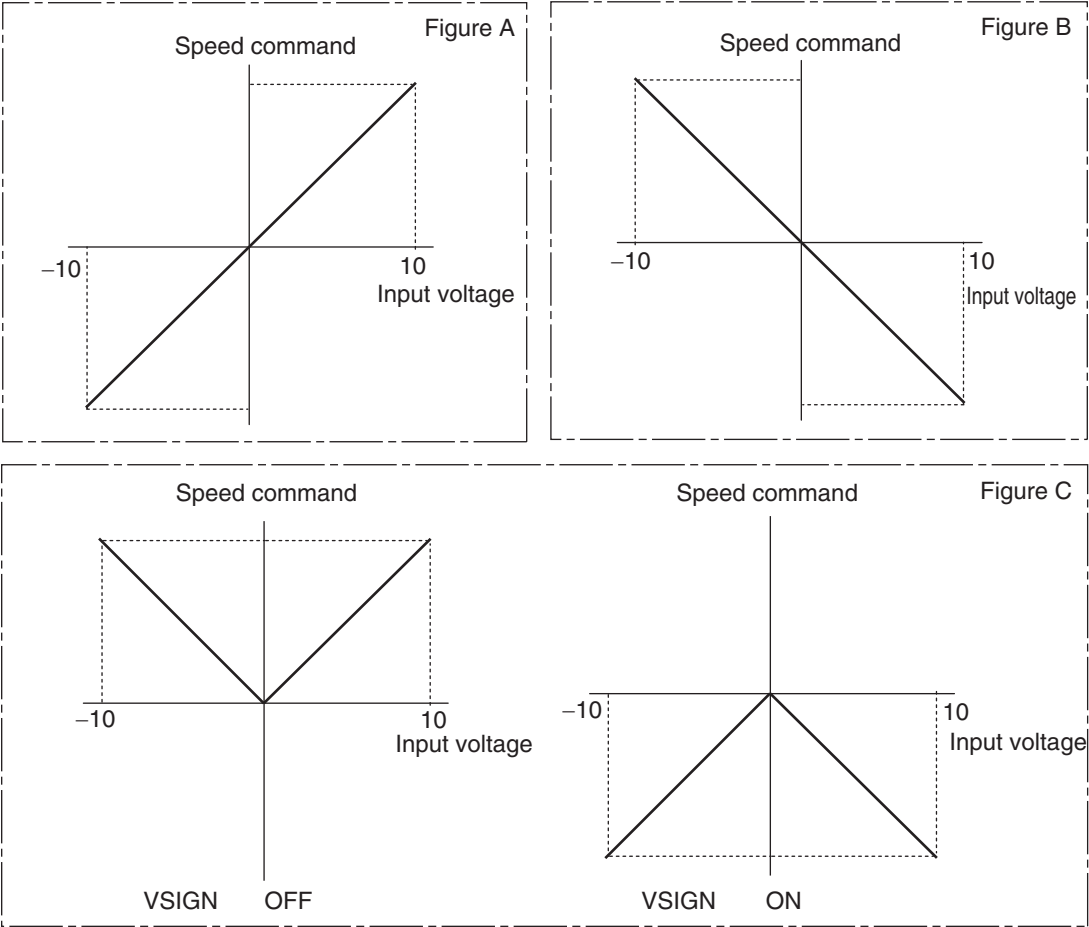 Figure A
Speed command
−10
10
Input voltage
Figure B
Speed command
−10
10
Input voltage
Figure C
Speed command
−10
10
Input voltage
VSIGN OFF
Speed command
−10
10
Input voltage
VSIGN ON